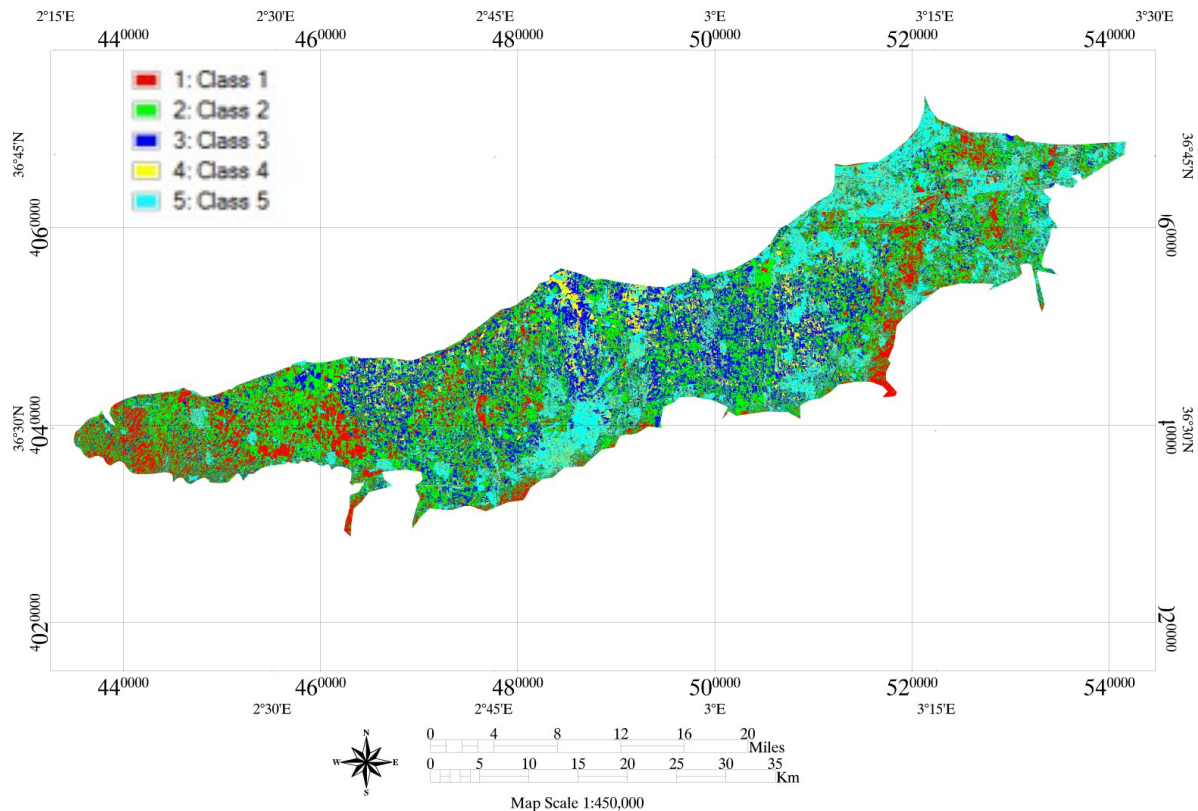 2°15'E 2°30'E 2°45'E 3°E 3°15'E 3°30'E
440000 460000 480000 500000 520000 540000
1: Class 1
2: Class 2
3: Class 3
4: Class 4
5: Class 5
36°45'N 36°45'N
4060000 60000
36°30'N 36°30'N
4040000 0000
4020000 20000
440000 460000 480000 500000 520000 540000
2°30'E 2°45'E 3°E 3°15'E
N
W E
S
0 4 8 12 16 20
Miles
0 5 10 15 20 25 30 35
Km
Map Scale 1:450,000